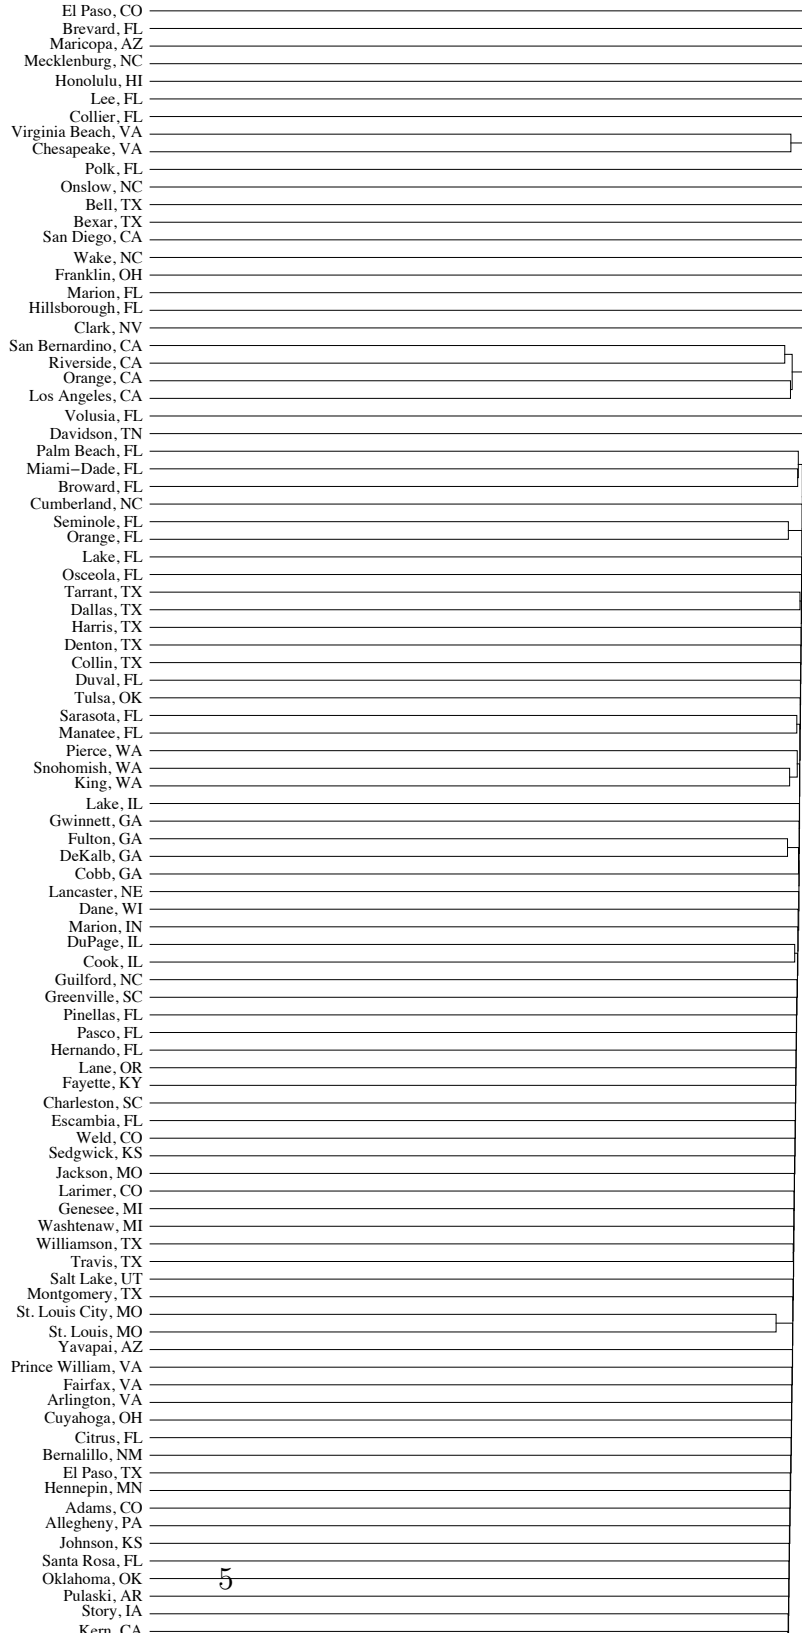 El Paso, CO
Brevard, FL
Maricopa, AZ
Mecklenburg, NC
Honolulu, HI
Lee, FL
Collier, FL
Virginia Beach, VA
Chesapeake, VA
Polk, FL
Onslow, NC
Bell, TX
Bexar, TX
San Diego, CA
Wake, NC
Franklin, OH
Marion, FL
Hillsborough, FL
Clark, NV
San Bernardino, CA
Riverside, CA
Orange, CA
Los Angeles, CA
Volusia, FL
Davidson, TN
Palm Beach, FL
Miami−Dade, FL
Broward, FL
Cumberland, NC
Seminole, FL
Orange, FL
Lake, FL
Osceola, FL
Tarrant, TX
Dallas, TX
Harris, TX
Denton, TX
Collin, TX
Duval, FL
Tulsa, OK
Sarasota, FL
Manatee, FL
Pierce, WA
Snohomish, WA
King, WA
Lake, IL
Gwinnett, GA
Fulton, GA
DeKalb, GA
Cobb, GA
Lancaster, NE
Dane, WI
Marion, IN
DuPage, IL
Cook, IL
Guilford, NC
Greenville, SC
Pinellas, FL
Pasco, FL
Hernando, FL
Lane, OR
Fayette, KY
Charleston, SC
Escambia, FL
Weld, CO
Sedgwick, KS
Jackson, MO
Larimer, CO
Genesee, MI
Washtenaw, MI
Williamson, TX
Travis, TX
Salt Lake, UT
Montgomery, TX
St. Louis City, MO
St. Louis, MO
Yavapai, AZ
Prince William, VA
Fairfax, VA
Arlington, VA
Cuyahoga, OH
Citrus, FL
Bernalillo, NM
El Paso, TX
Hennepin, MN
Adams, CO
Allegheny, PA
Johnson, KS
Santa Rosa, FL
Oklahoma, OK
5
Pulaski, AR
Story, IA
Kern, CA